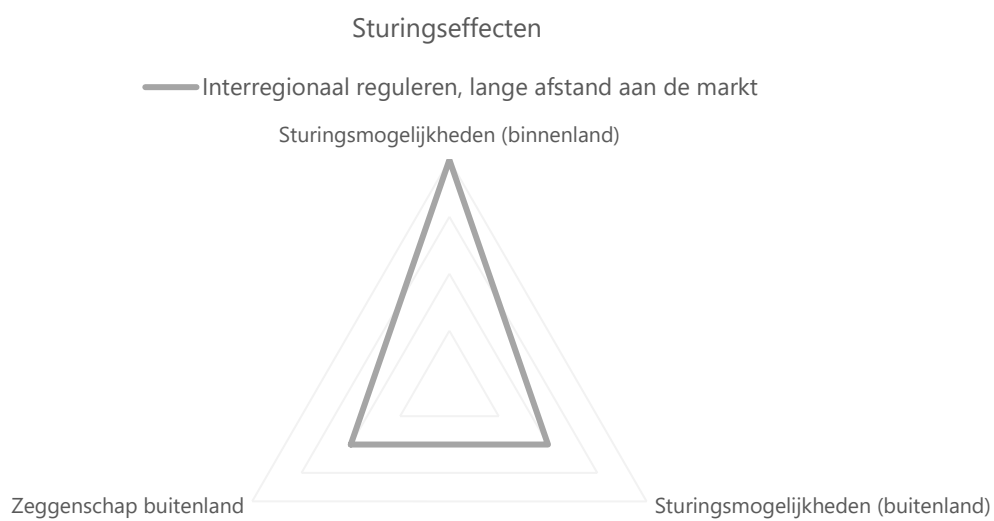 Sturingseffecten
Interregionaal reguleren, lange afstand aan de markt
Sturingsmogelijkheden (binnenland)
Zeggenschap buitenland
Sturingsmogelijkheden (buitenland)